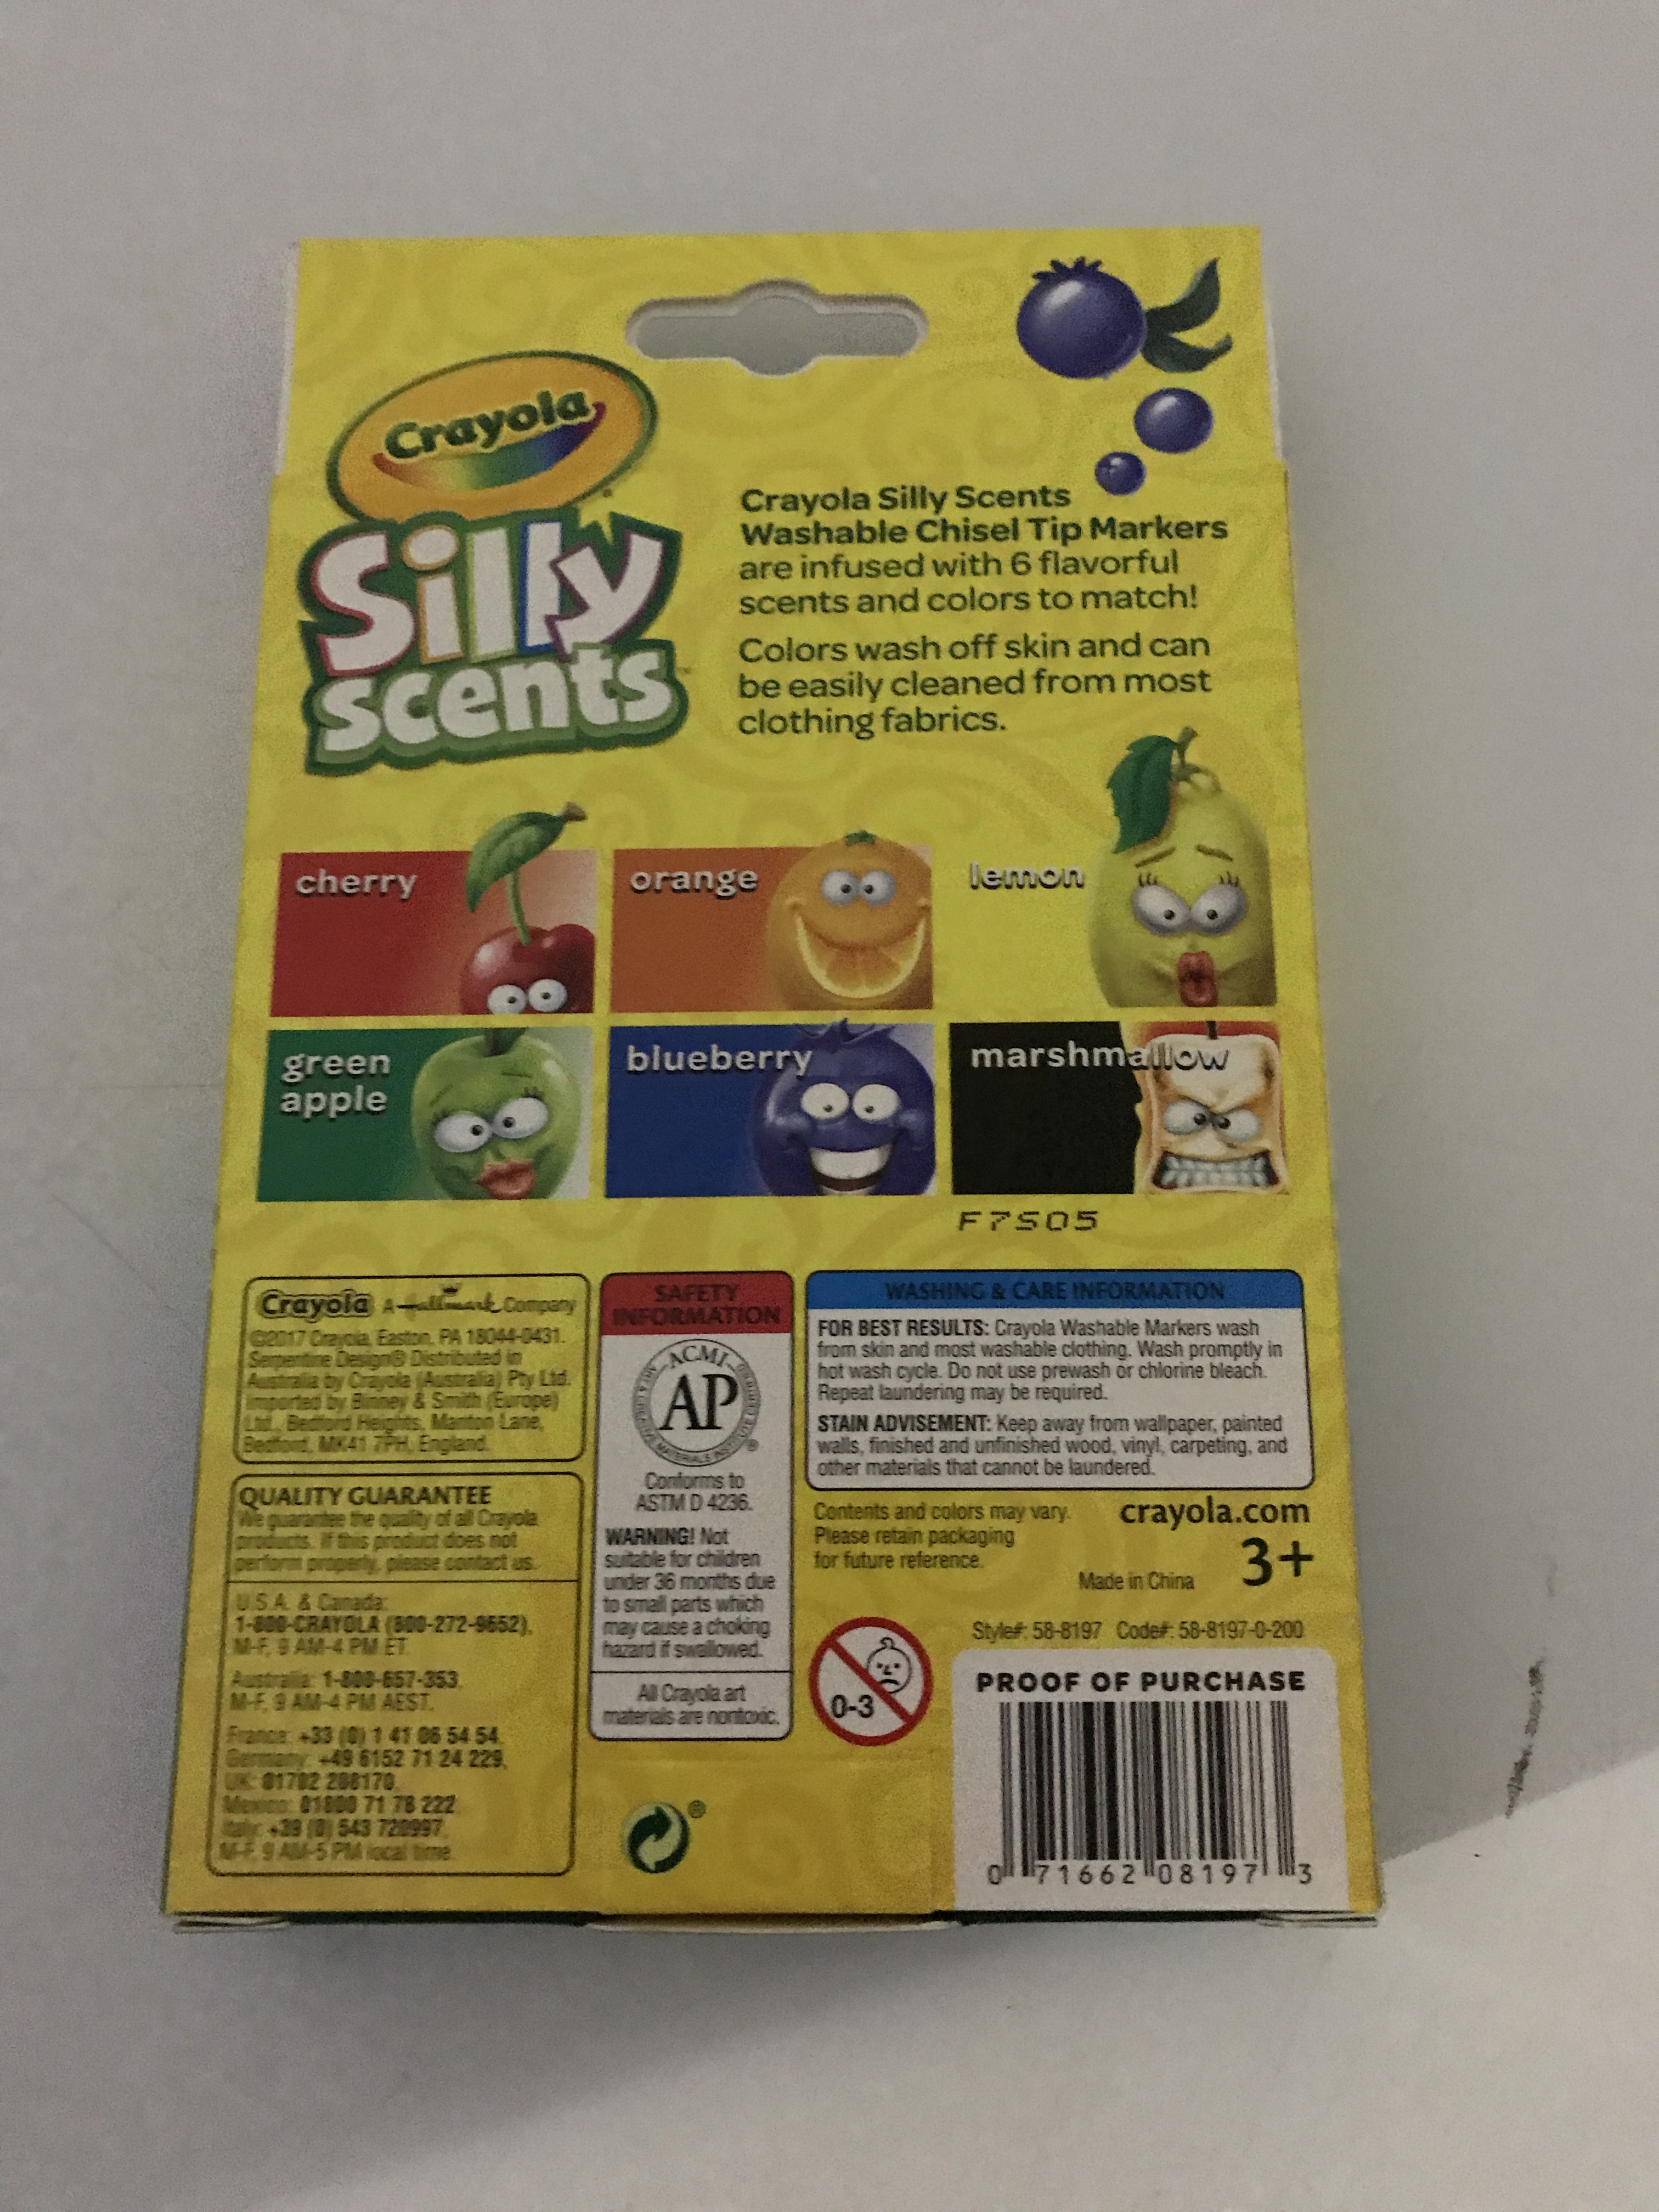 Crayola
Silly
scents
Crayola Silly Scents
Washable Chisel Tip Markers
are infused with 6 flavorful
scents and colors to match!
Colors wash off skin and can
be easily cleaned from most
clothing fabrics.
cherry
orange
lemon
green
apple
blueberry
marshmallow
F7S05
Crayola A Hallmark Company
©2017 Crayola, Easton, PA 18044-0431.
Serpentine Design® Distributed in
Australia by Crayola (Australia) Pty Ltd.
Imported by Binney & Smith (Europe)
Ltd., Bedford Heights, Manton Lane,
Bedford, MK41 7PH, England.
QUALITY GUARANTEE
We guarantee the quality of all Crayola
products. If this product does not
perform properly, please contact us.
U.S.A. & Canada:
1-800-CRAYOLA (800-272-9652),
M-F, 9 AM-4 PM ET.
Australia: 1-800-657-353.
M-F, 9 AM-4 PM AEST.
France: +33 (0) 1 41 06 54 54,
Germany: +49 6152 71 24 229,
UK: 01702 208170,
Mexico: 01800 71 78 222
Italy: +39 (0) 543 720997,
M-F, 9 AM-5 PM local time.
SAFETY
INFORMATION
ACMI
AP
ART & CREATIVE MATERIALS INSTITUTE CERTIFIED
®
Conforms to
ASTM D 4236.
WARNING! Not
suitable for children
under 36 months due
to small parts which
may cause a choking
hazard if swallowed.
All Crayola art
materials are nontoxic.
®
WASHING & CARE INFORMATION
FOR BEST RESULTS: Crayola Washable Markers wash
from skin and most washable clothing. Wash promptly in
hot wash cycle. Do not use prewash or chlorine bleach.
Repeat laundering may be required.
STAIN ADVISEMENT: Keep away from wallpaper, painted
walls, finished and unfinished wood, vinyl, carpeting, and
other materials that cannot be laundered.
Contents and colors may vary.
Please retain packaging
for future reference.
crayola.com
3+
Made in China
0-3
Style#: 58-8197 Code#: 58-8197-0-200
PROOF OF PURCHASE
0 71662 08197 3